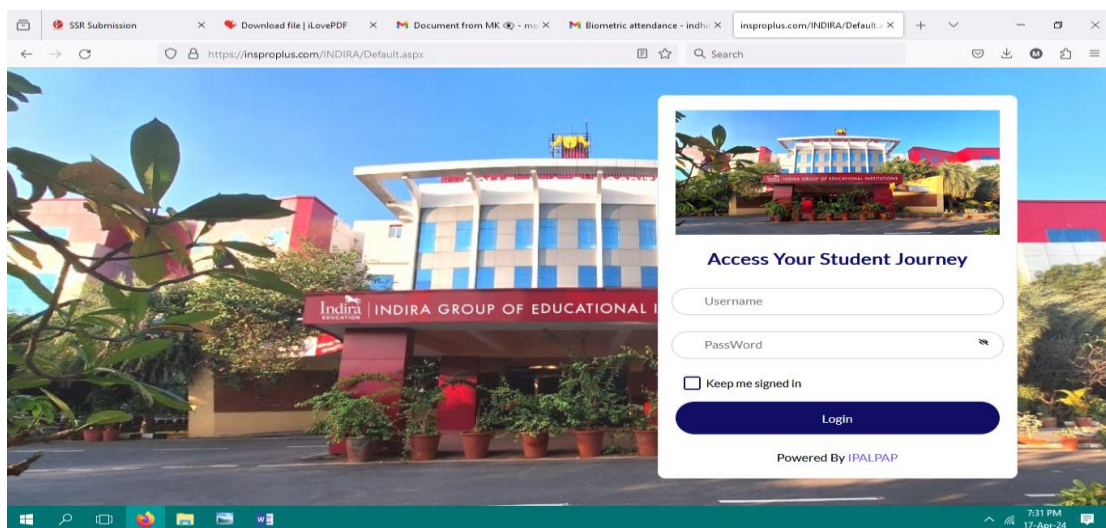 SSR Submission
Download file | iLovePDF
Document from MK
Biometric attendance - indhir
insproplus.com/INDIRA/Default.a
https://insproplus.com/INDIRA/Default.aspx
Search
Indira
EDUCATION
INDIRA GROUP OF EDUCATIONAL I
INDIRA GROUP OF EDUCATIONAL INSTITUTIONS
Access Your Student Journey
Username
PassWord
Keep me signed in
Login
Powered By IPALPAP
7:31 PM
17-Apr-24